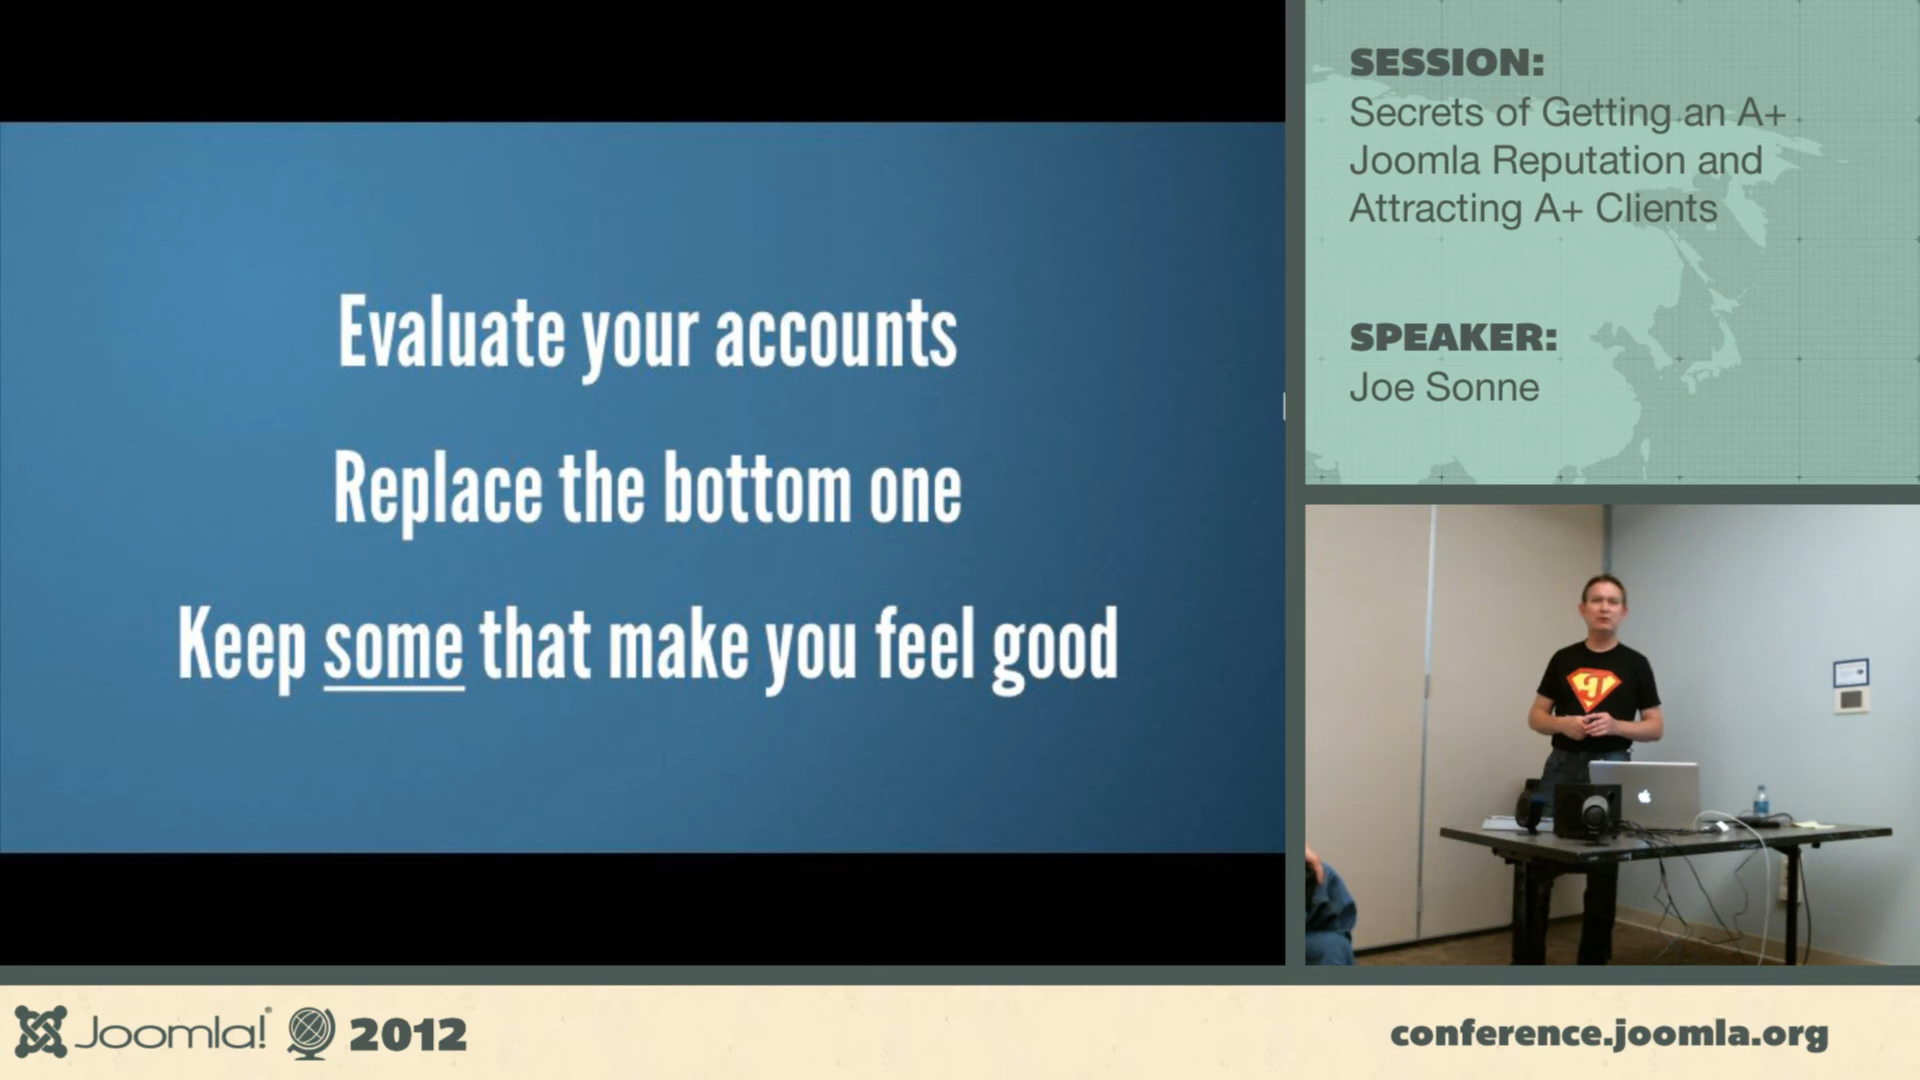 Evaluate your accounts
Replace the bottom one
Keep some that make you feel good
SESSION:
Secrets of Getting an A+
Joomla Reputation and
Attracting A+ Clients
SPEAKER:
Joe Sonne
Joomla!® 2012
conference.joomla.org